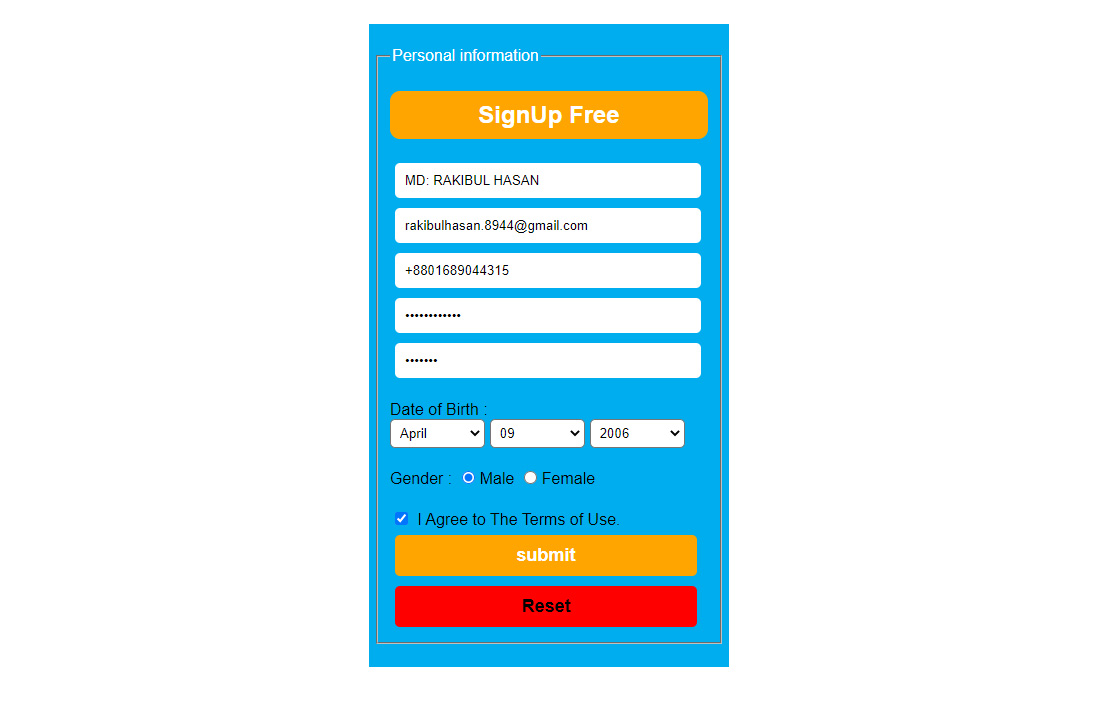 Personal information
SignUp Free
MD: RAKIBUL HASAN
rakibulhasan.8944@gmail.com
+8801689044315
••••••••••••
•••••••
Date of Birth :
April 09 2006
Gender : Male Female
I Agree to The Terms of Use.
submit
Reset